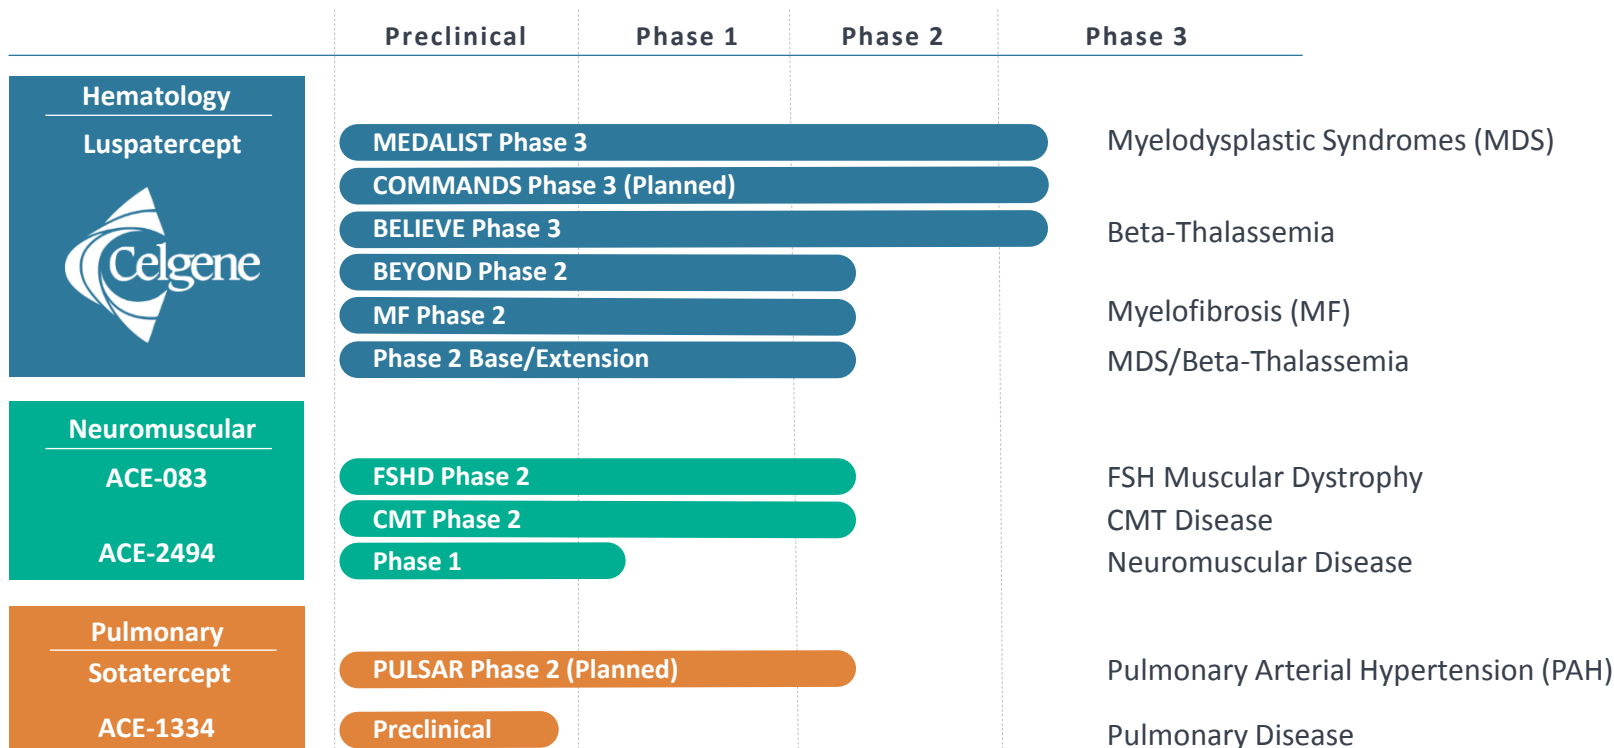 Preclinical Phase 1 Phase 2 Phase 3
Hematology
Luspatercept
Celgene
MEDALIST Phase 3 Myelodysplastic Syndromes (MDS)
COMMANDS Phase 3 (Planned)
BELIEVE Phase 3 Beta-Thalassemia
BEYOND Phase 2
MF Phase 2 Myelofibrosis (MF)
Phase 2 Base/Extension MDS/Beta-Thalassemia
Neuromuscular
ACE-083 FSHD Phase 2 FSH Muscular Dystrophy
CMT Phase 2 CMT Disease
ACE-2494 Phase 1 Neuromuscular Disease
Pulmonary
Sotatercept PULSAR Phase 2 (Planned) Pulmonary Arterial Hypertension (PAH)
ACE-1334 Preclinical Pulmonary Disease